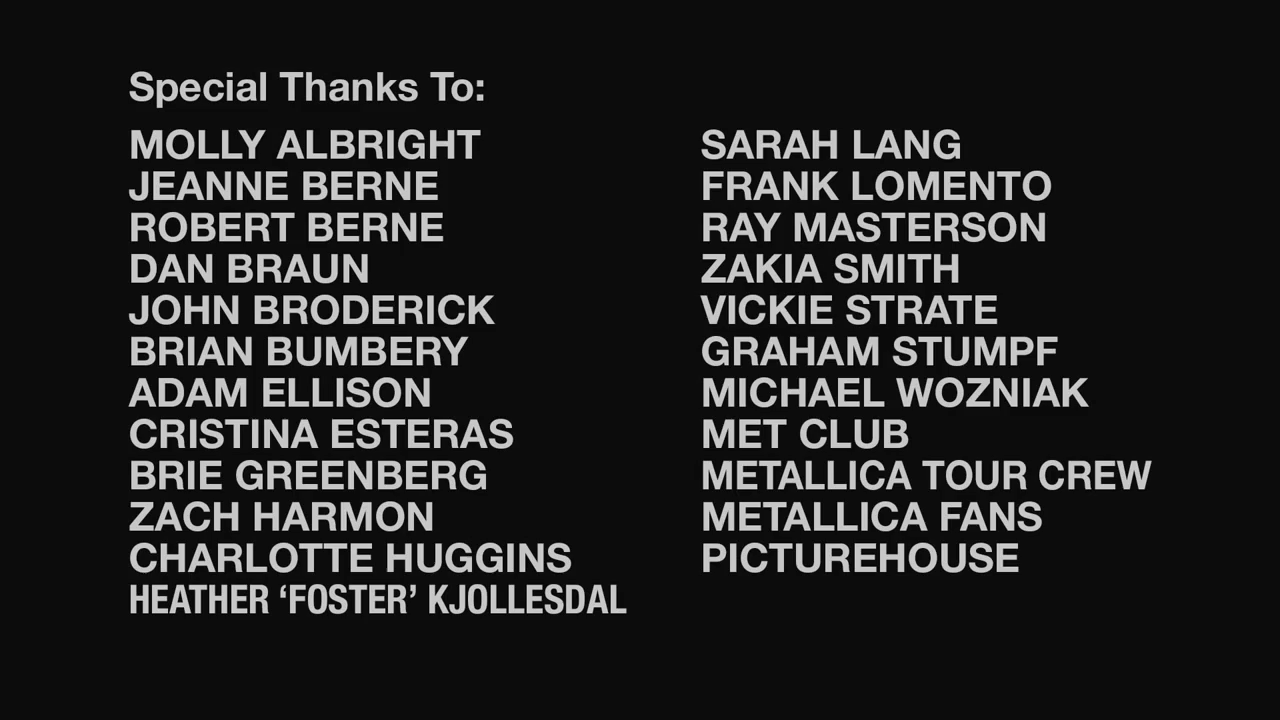 Special Thanks To:
MOLLY ALBRIGHT
JEANNE BERNE
ROBERT BERNE
DAN BRAUN
JOHN BRODERICK
BRIAN BUMBERY
ADAM ELLISON
CRISTINA ESTERAS
BRIE GREENBERG
ZACH HARMON
CHARLOTTE HUGGINS
HEATHER ‘FOSTER’ KJOLLESDAL
SARAH LANG
FRANK LOMENTO
RAY MASTERSON
ZAKIA SMITH
VICKIE STRATE
GRAHAM STUMPF
MICHAEL WOZNIAK
MET CLUB
METALLICA TOUR CREW
METALLICA FANS
PICTUREHOUSE